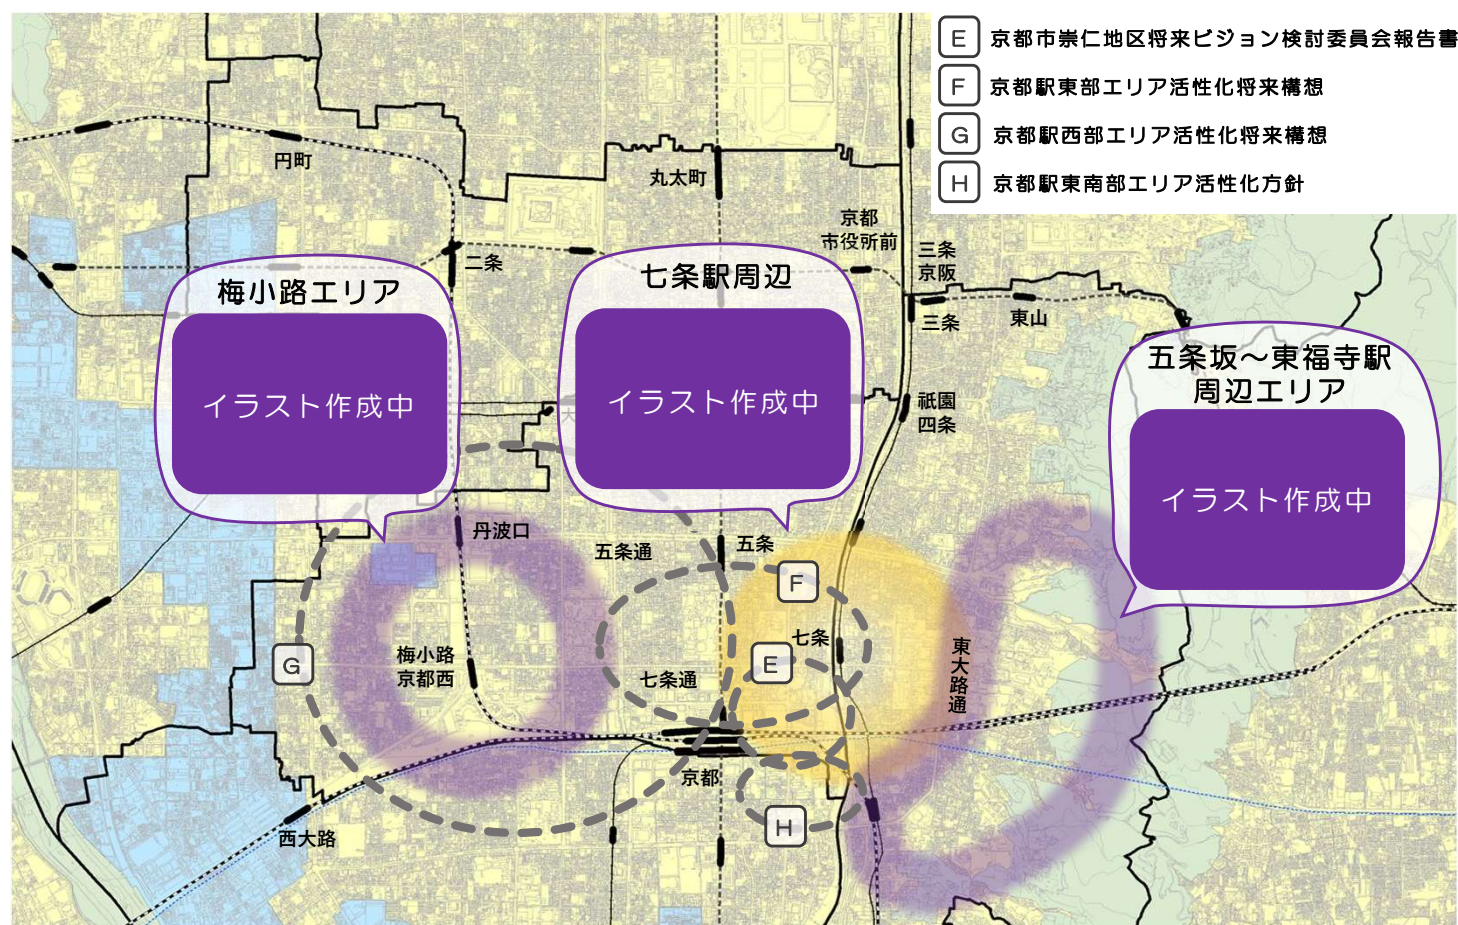 E 京都市崇仁地区将来ビジョン検討委員会報告書
F 京都駅東部エリア活性化将来構想
G 京都駅西部エリア活性化将来構想
H 京都駅東南部エリア活性化方針
円町
丸太町
京都
市役所前
三条
京阪
二条
三条
東山
梅小路エリア
イラスト作成中
七条駅周辺
イラスト作成中
五条坂～東福寺駅
周辺エリア
イラスト作成中
祇園
四条
大
丹波口
五条通
五条
F
七条
E
G
梅小路
京都西
七条通
東大路通
京都
H
西大路